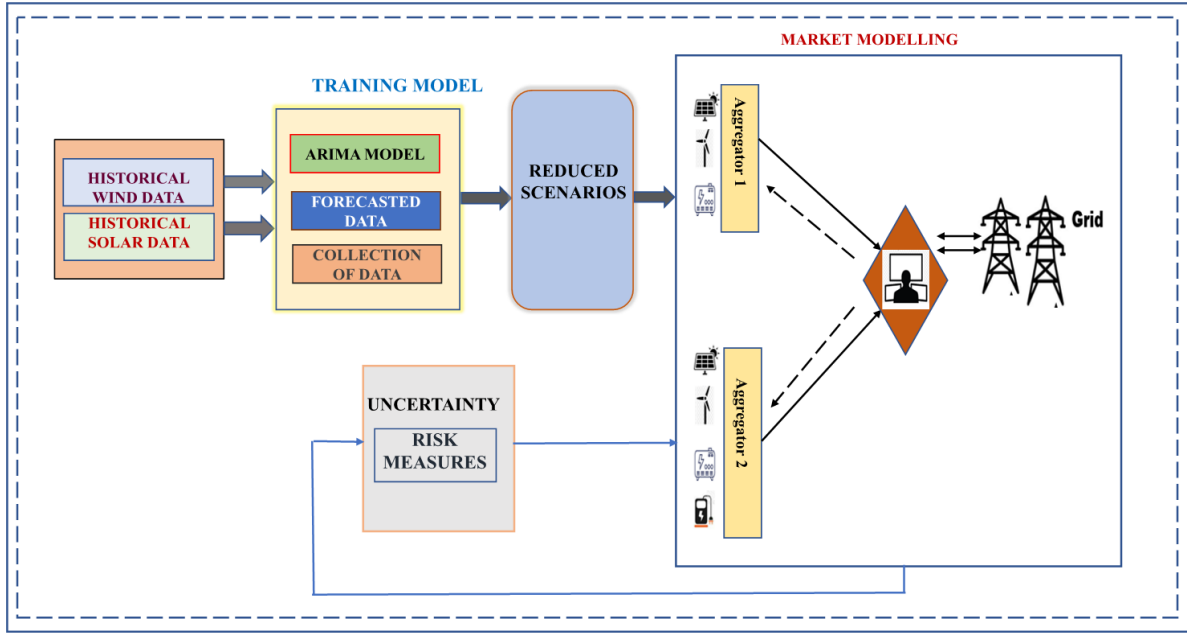 MARKET MODELLING
TRAINING MODEL
HISTORICAL
WIND DATA
HISTORICAL
SOLAR DATA
ARIMA MODEL
FORECASTED
DATA
COLLECTION
OF DATA
REDUCED
SCENARIOS
Aggregator 1
Grid
Aggregator 2
UNCERTAINTY
RISK
MEASURES